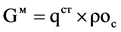 Gᴹ = qᶜᵀ × ρoc